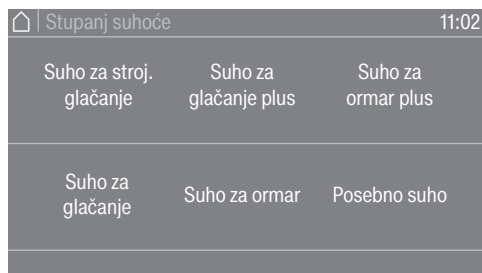 Stupanj suhoće 11:02
Suho za stroj.
glačanje
Suho za
glačanje plus
Suho za
ormar plus
Suho za
glačanje
Suho za ormar
Posebno suho